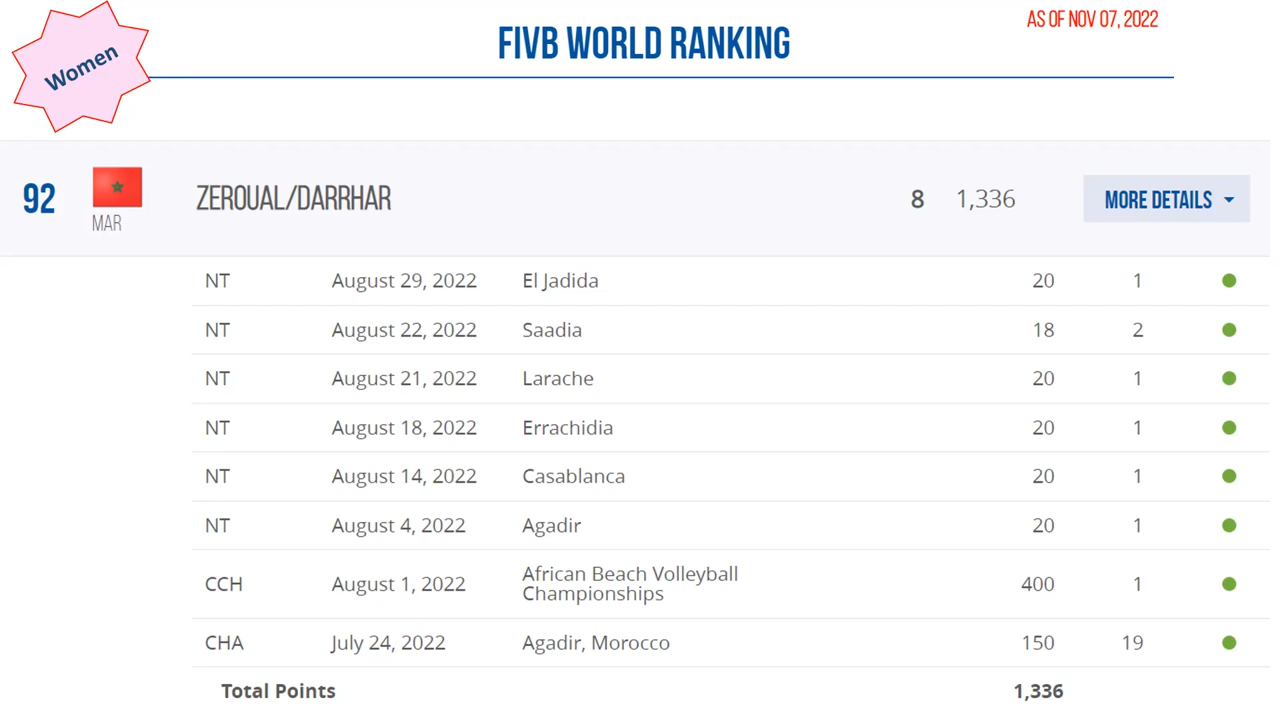 AS OF NOV 07, 2022
Women
FIVB WORLD RANKING
92 MAR ZEROUAL/DARRHAR 8 1,336 MORE DETAILS
NT August 29, 2022 El Jadida 20 1
NT August 22, 2022 Saadia 18 2
NT August 21, 2022 Larache 20 1
NT August 18, 2022 Errachidia 20 1
NT August 14, 2022 Casablanca 20 1
NT August 4, 2022 Agadir 20 1
CCH August 1, 2022 African Beach Volleyball Championships 400 1
CHA July 24, 2022 Agadir, Morocco 150 19
Total Points 1,336